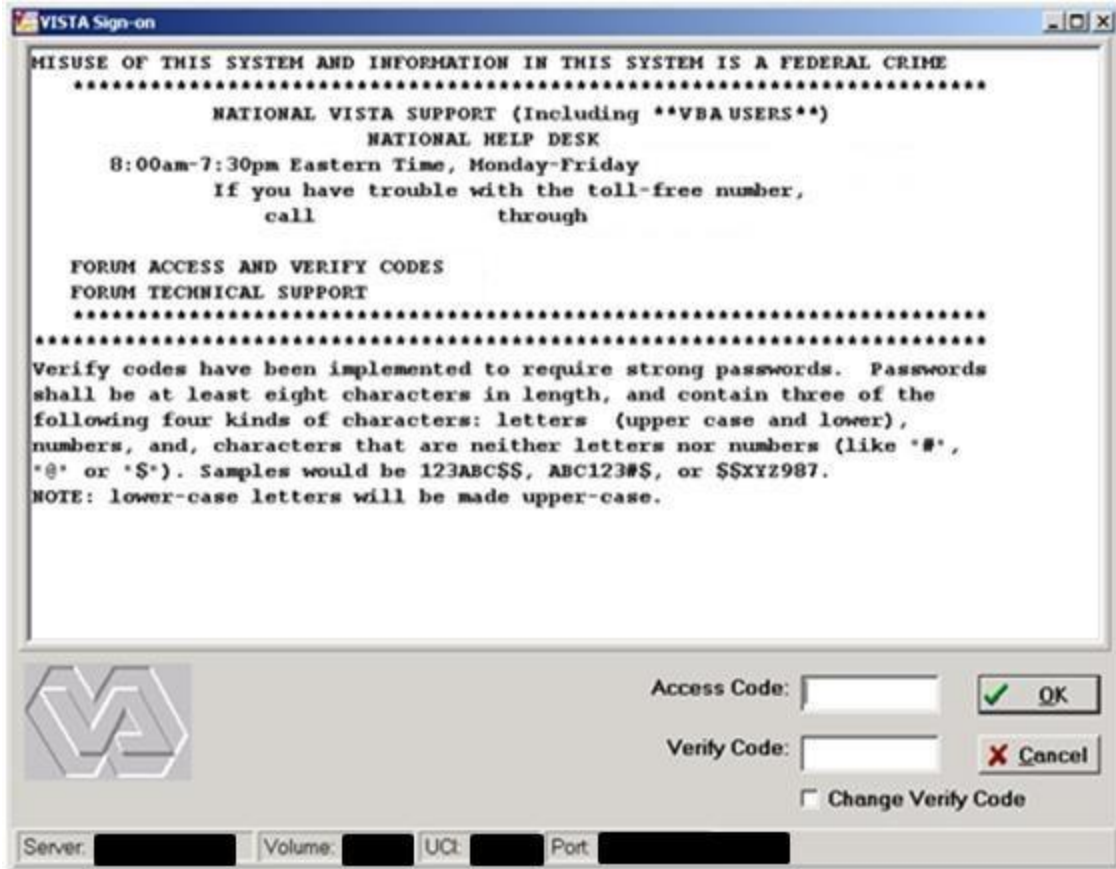 VISTA Sign-on
MISUSE OF THIS SYSTEM AND INFORMATION IN THIS SYSTEM IS A FEDERAL CRIME
***********************************************************************
NATIONAL VISTA SUPPORT (Including **VBA USERS**)
NATIONAL HELP DESK
8:00am-7:30pm Eastern Time, Monday-Friday
If you have trouble with the toll-free number,
call through
FORUM ACCESS AND VERIFY CODES
FORUM TECHNICAL SUPPORT
***********************************************************************
**************************************************************************
Verify codes have been implemented to require strong passwords. Passwords
shall be at least eight characters in length, and contain three of the
following four kinds of characters: letters (upper case and lower),
numbers, and, characters that are neither letters nor numbers (like "#",
"@" or "$"). Samples would be 123ABC$$, ABC123#$, or $$XYZ987.
NOTE: lower-case letters will be made upper-case.
VA
Access Code:
OK
Verify Code:
Cancel
Change Verify Code
Server: Volume: UCI: Port: